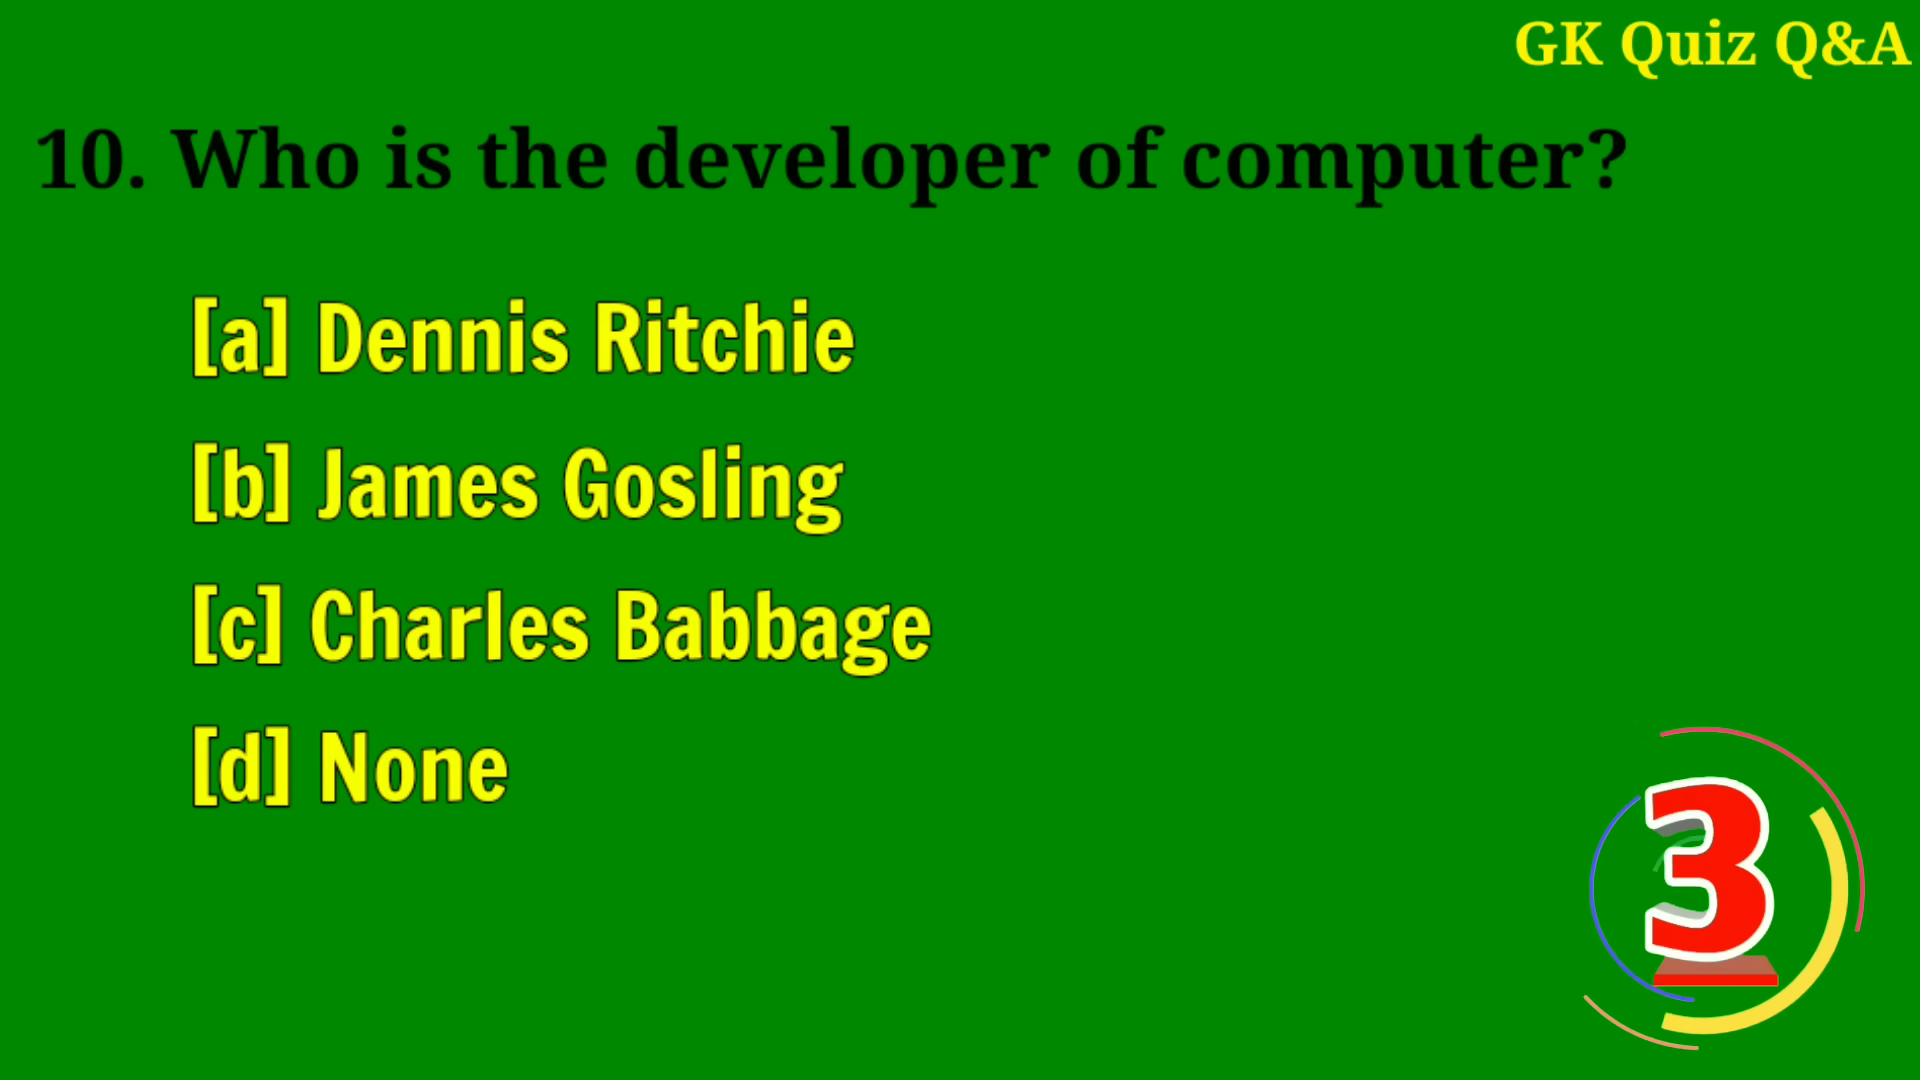 GK Quiz Q&A
10. Who is the developer of computer?
[a] Dennis Ritchie
[b] James Gosling
[c] Charles Babbage
[d] None
3